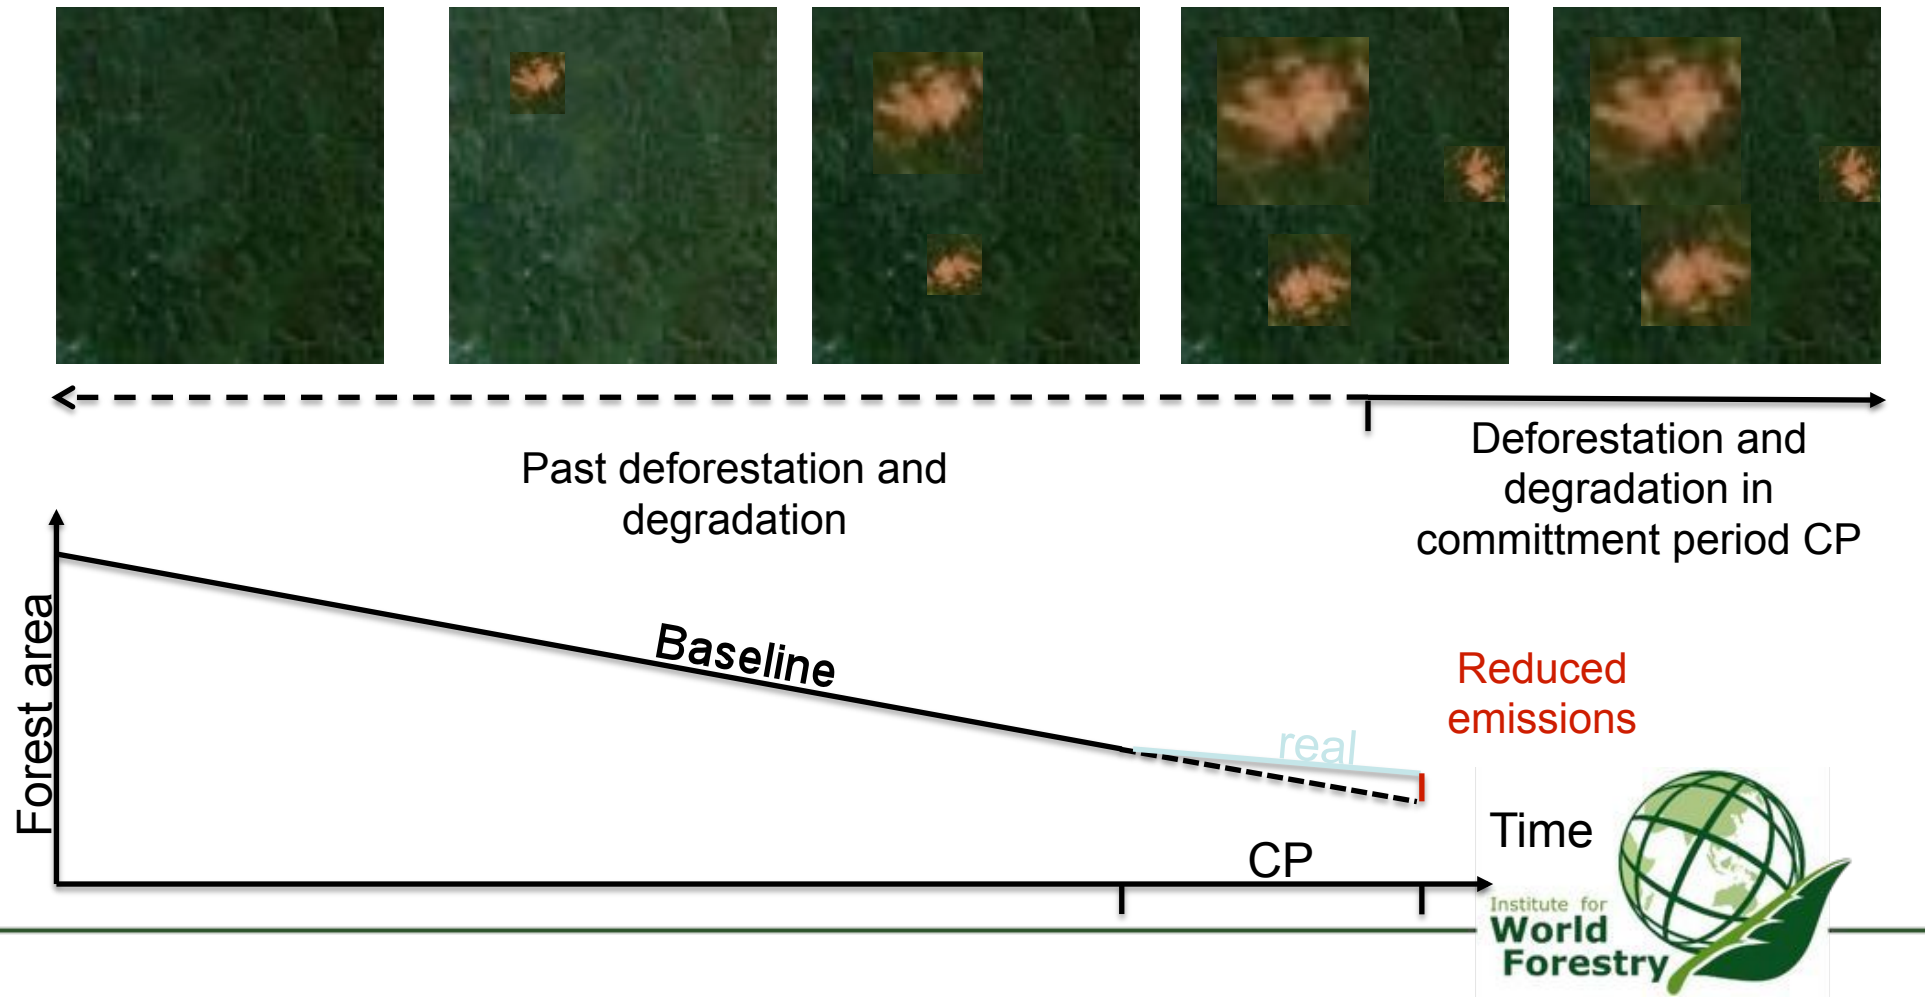 Past deforestation and
degradation
Deforestation and
degradation in
committment period CP
Forest area
Baseline
real
Reduced
emissions
Time
CP
Institute for
World
Forestry